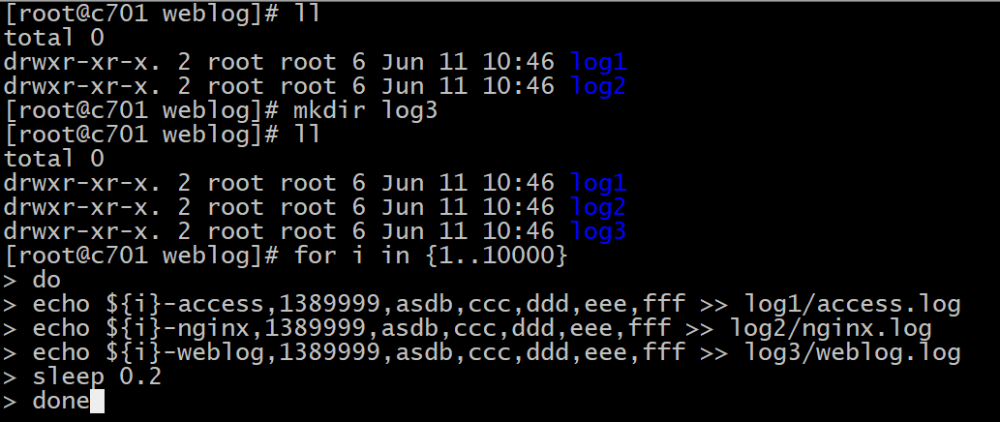 [root@c701 weblog]# ll
total 0
drwxr-xr-x. 2 root root 6 Jun 11 10:46 log1
drwxr-xr-x. 2 root root 6 Jun 11 10:46 log2
[root@c701 weblog]# mkdir log3
[root@c701 weblog]# ll
total 0
drwxr-xr-x. 2 root root 6 Jun 11 10:46 log1
drwxr-xr-x. 2 root root 6 Jun 11 10:46 log2
drwxr-xr-x. 2 root root 6 Jun 11 10:46 log3
[root@c701 weblog]# for i in {1..10000}
> do
> echo ${i}-access,1389999,asdb,ccc,ddd,eee,fff >> log1/access.log
> echo ${i}-nginx,1389999,asdb,ccc,ddd,eee,fff >> log2/nginx.log
> echo ${i}-weblog,1389999,asdb,ccc,ddd,eee,fff >> log3/weblog.log
> sleep 0.2
> done